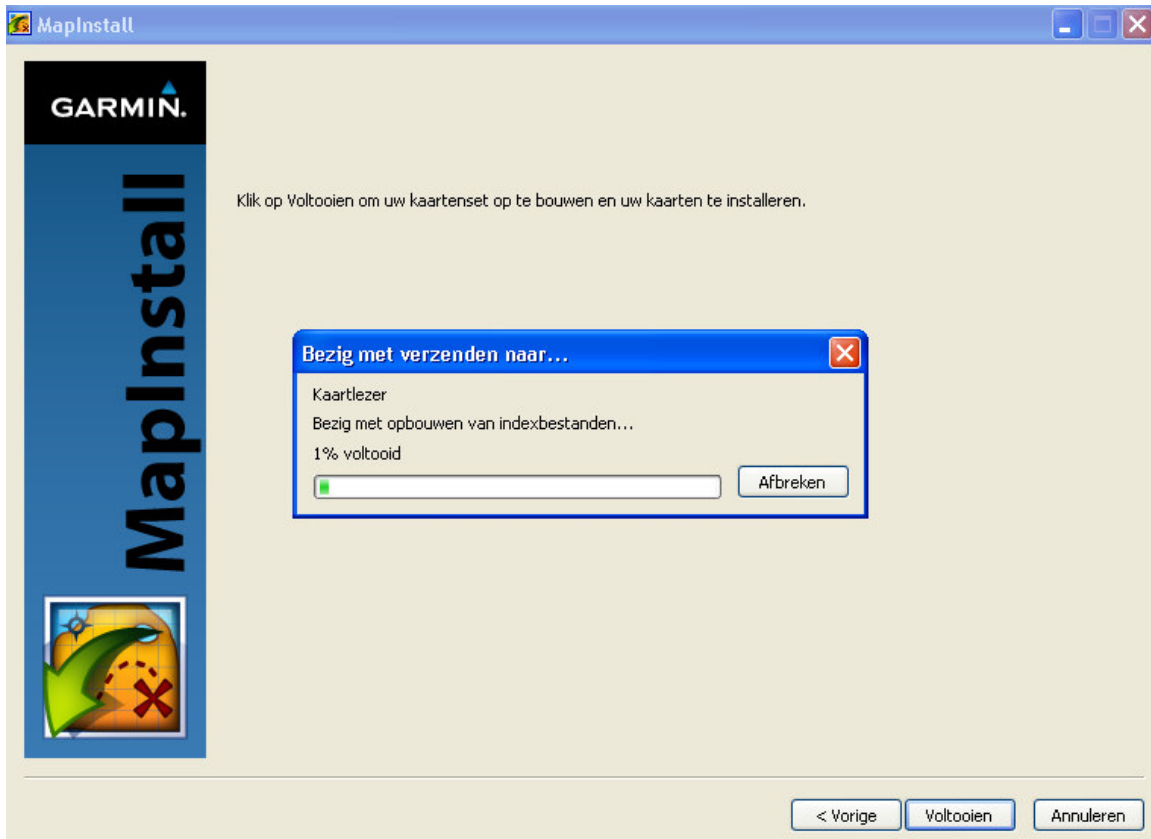 MapInstall
GARMIN.
MapInstall
Klik op Voltooien om uw kaartenset op te bouwen en uw kaarten te installeren.
Bezig met verzenden naar...
Kaartlezer
Bezig met opbouwen van indexbestanden...
1% voltooid
Afbreken
< Vorige
Voltooien
Annuleren